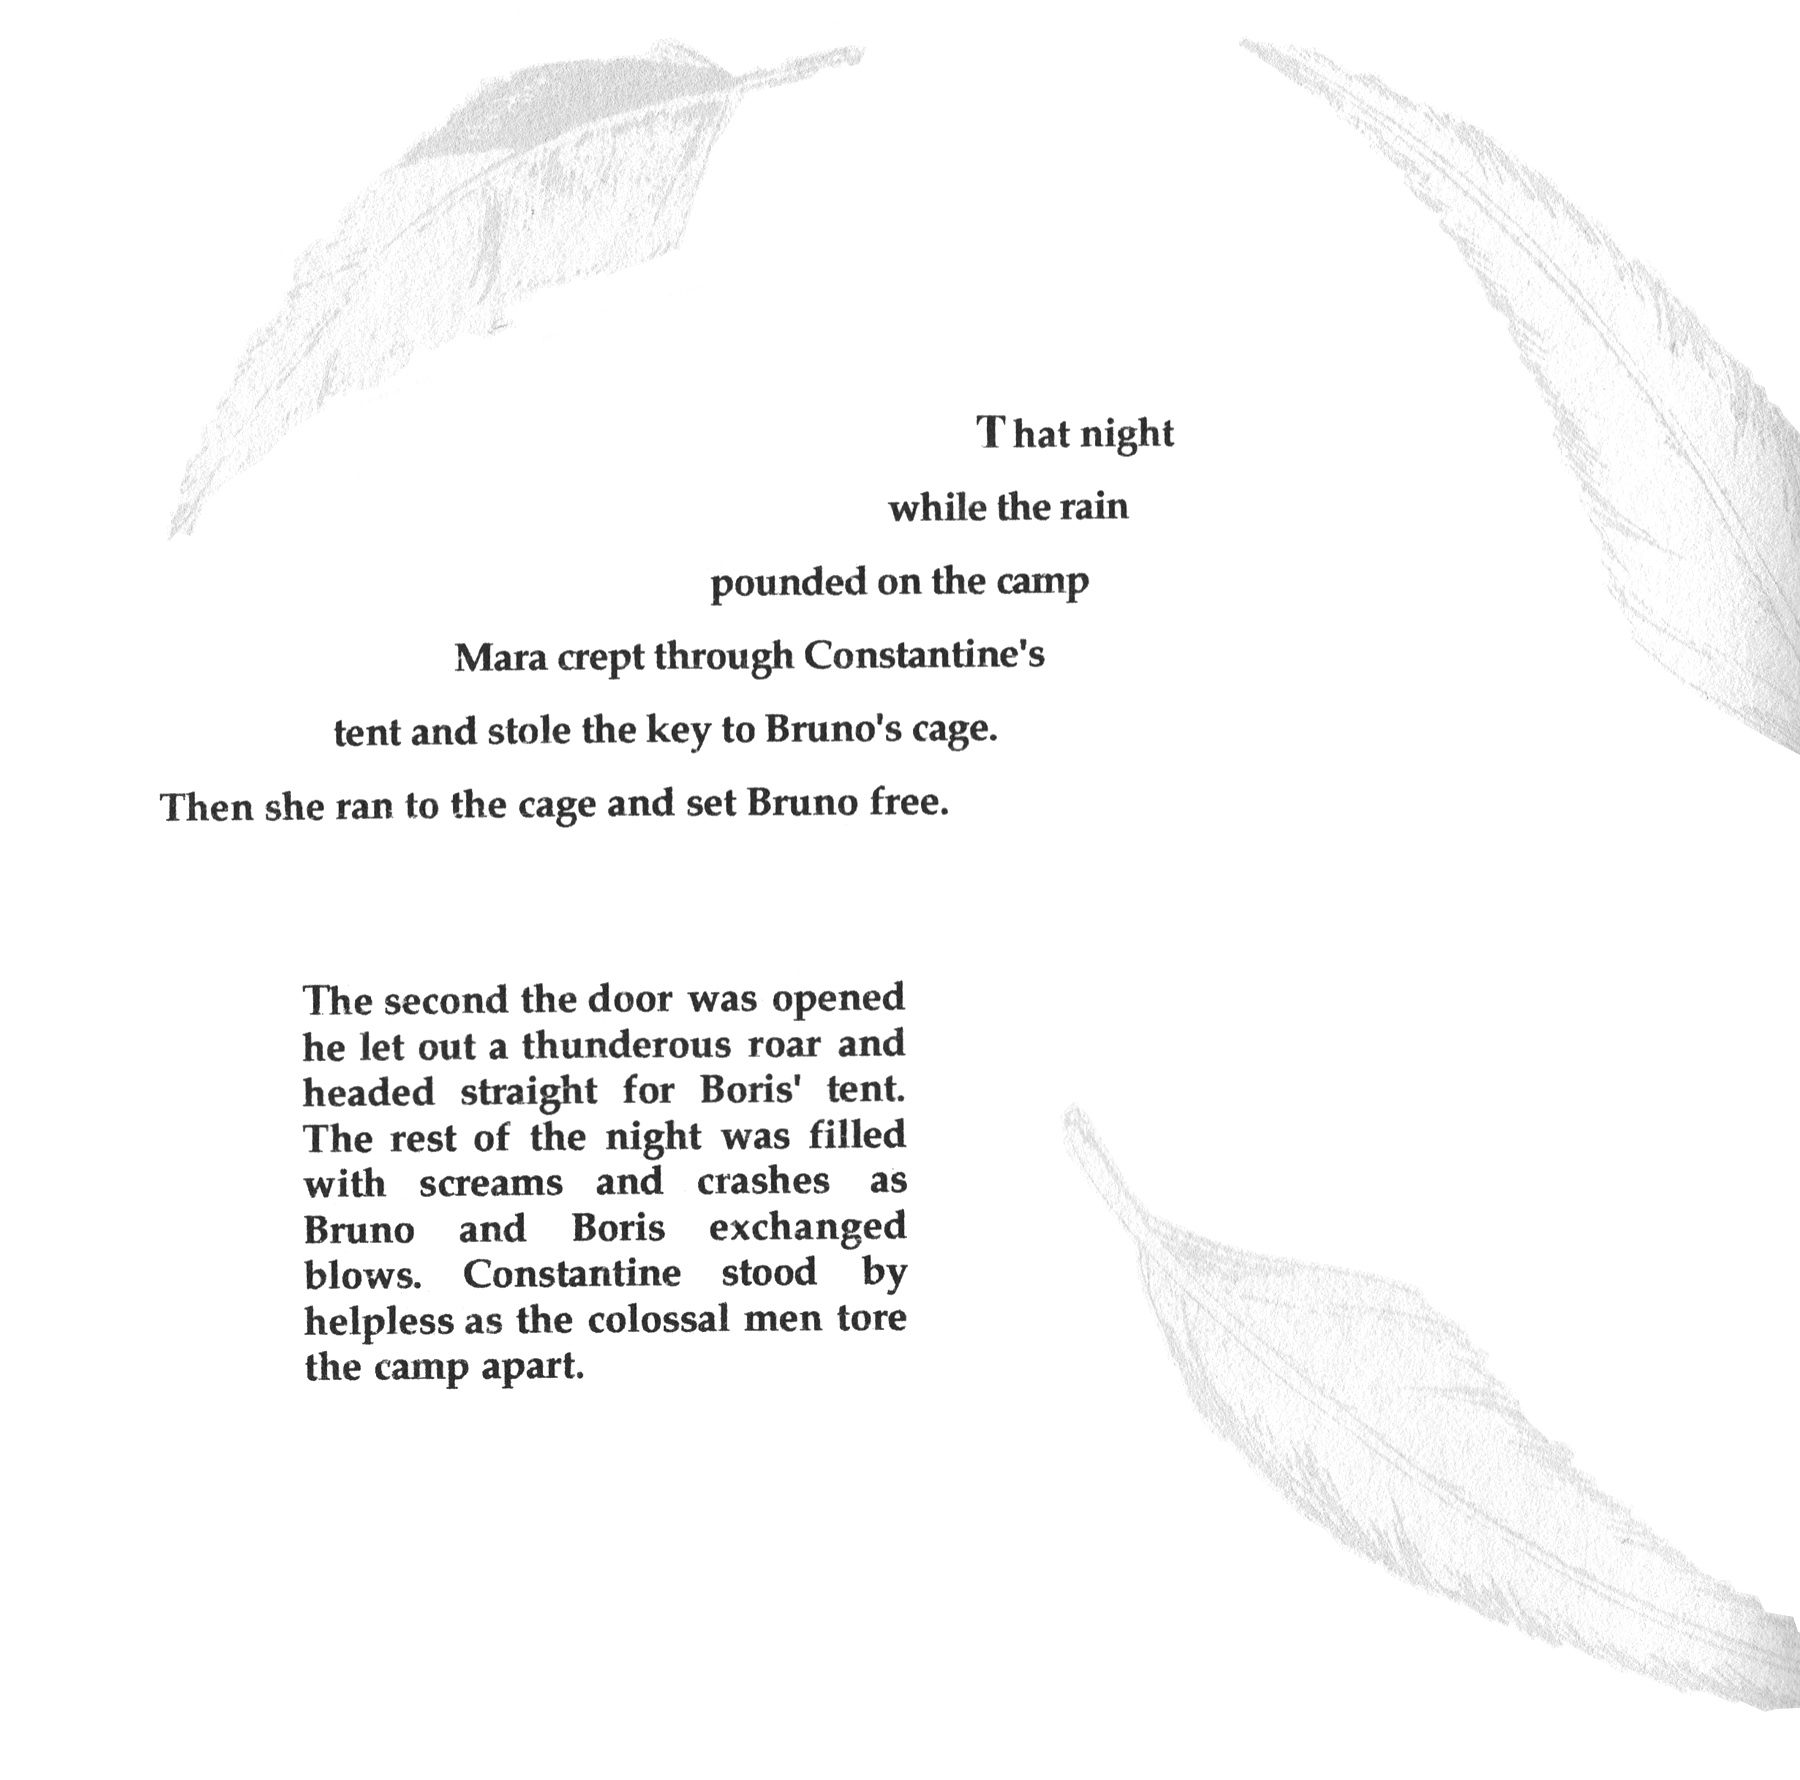 That night
while the rain
pounded on the camp
Mara crept through Constantine's
tent and stole the key to Bruno's cage.
Then she ran to the cage and set Bruno free.
The second the door was opened
he let out a thunderous roar and
headed straight for Boris' tent.
The rest of the night was filled
with screams and crashes as
Bruno and Boris exchanged
blows. Constantine stood by
helpless as the colossal men tore
the camp apart.